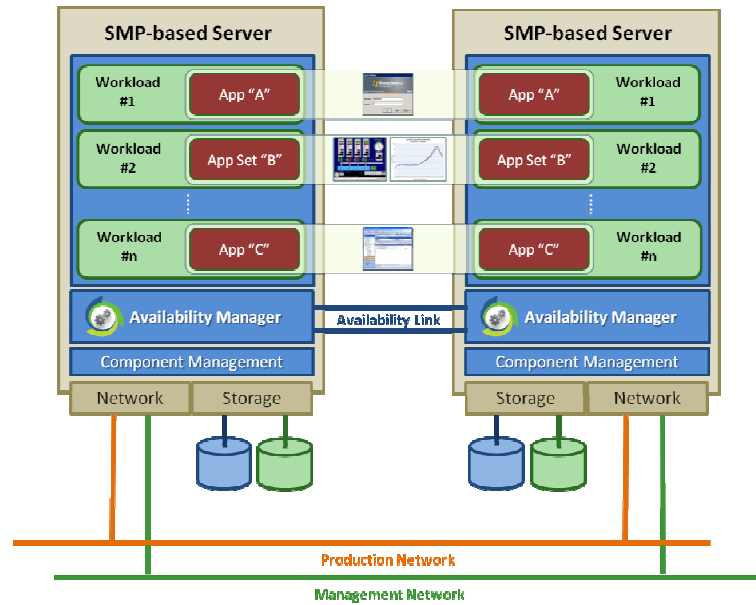 SMP-based Server
SMP-based Server
Workload
#1
App “A”
App “A”
Workload
#1
Workload
#2
App Set “B”
App Set “B”
Workload
#2
Workload
#n
App “C”
App “C”
Workload
#n
Availability Manager
Availability Link
Availability Manager
Component Management
Component Management
Network
Storage
Storage
Network
Production Network
Management Network